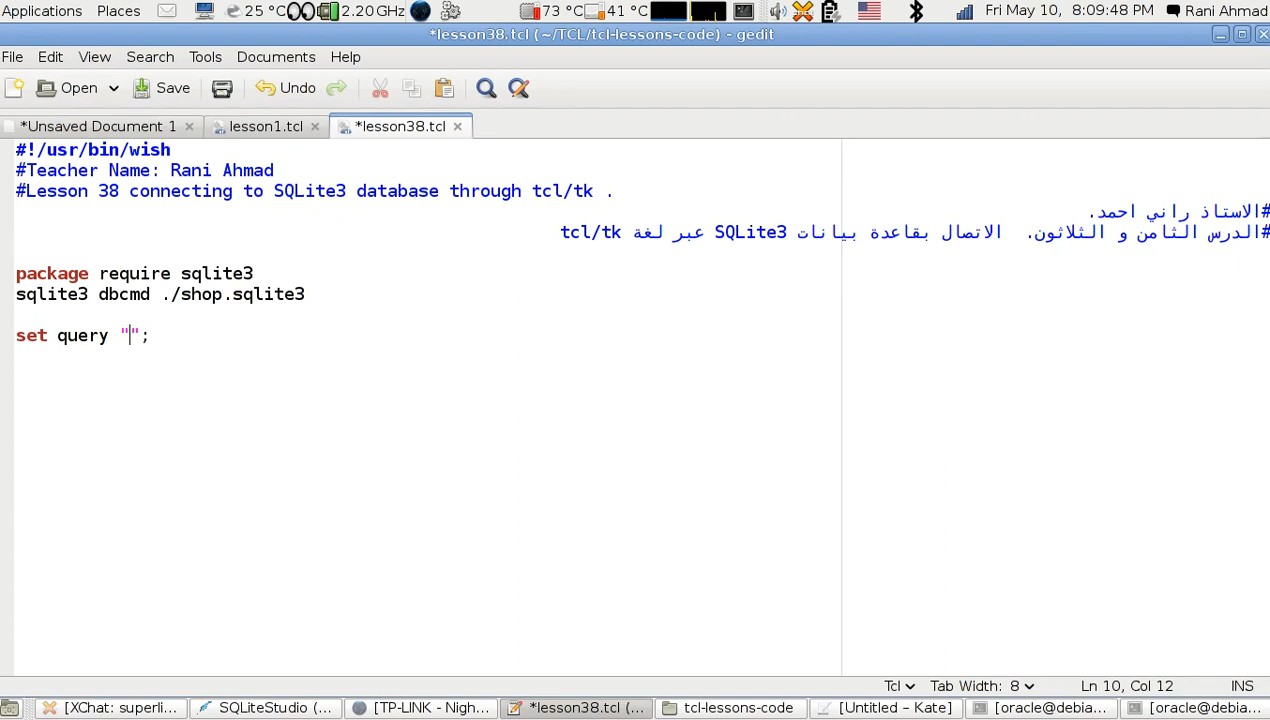 Applications Places 25 °C 2.20GHz 73 °C 41 °C Fri May 10, 8:09:48 PM Rani Ahmad
*lesson38.tcl (~/TCL/tcl-lessons-code) - gedit
File Edit View Search Tools Documents Help
Open Save Undo
*Unsaved Document 1 lesson1.tcl *lesson38.tcl
#!/usr/bin/wish
#Teacher Name: Rani Ahmad
#Lesson 38 connecting to SQLite3 database through tcl/tk .
#الاستاذ راني احمد.
#الدرس الثامن و الثلاثون. الاتصال بقاعدة بيانات SQLite3 عبر لغة tcl/tk
package require sqlite3
sqlite3 dbcmd ./shop.sqlite3
set query "";
Tcl Tab Width: 8 Ln 10, Col 12 INS
[XChat: superli... SQLiteStudio (... [TP-LINK - Nigh... *lesson38.tcl (... tcl-lessons-code [Untitled – Kate] [oracle@debia... [oracle@debia...